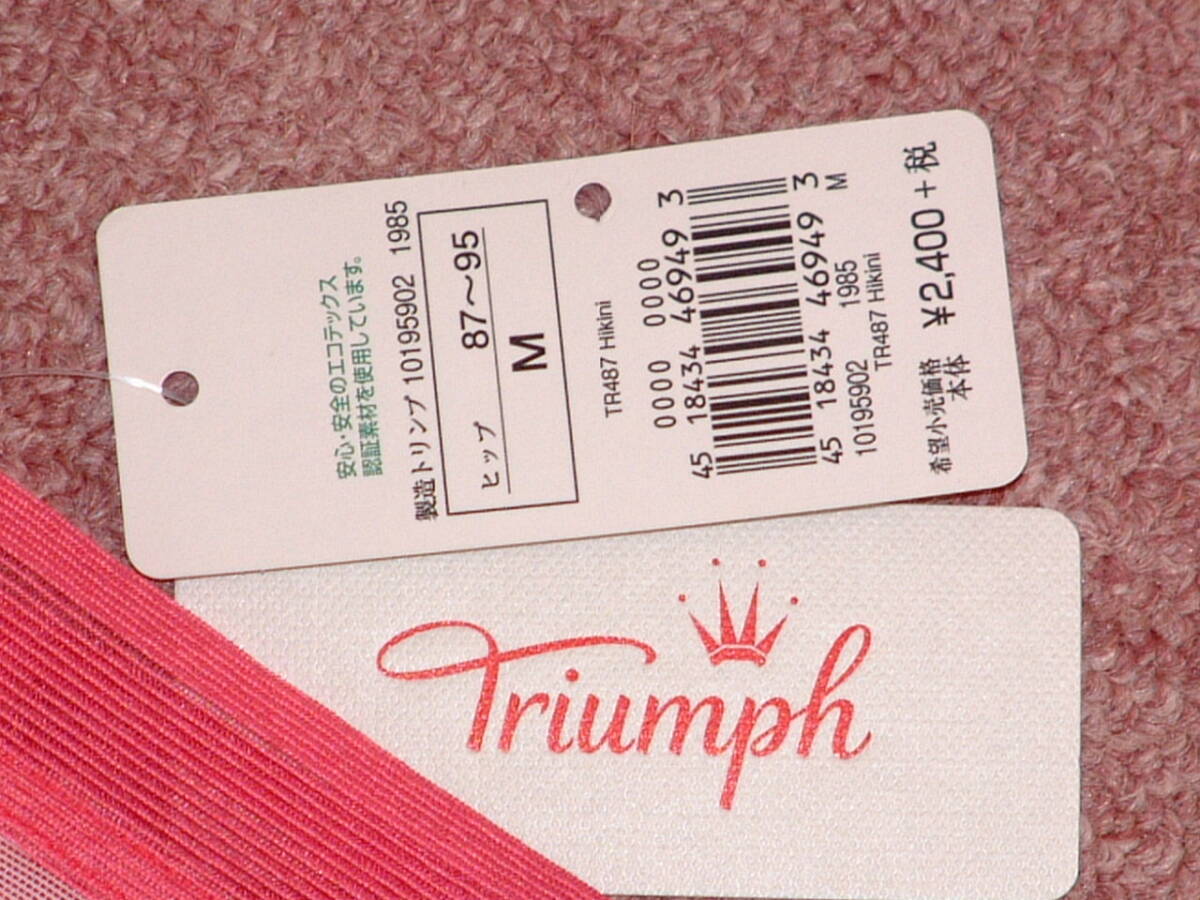 安心・安全のエコテックス
認証素材を使用しています。
製造トリンプ 10195902 1985
ヒップ 87～95
M
TR487 Hikini
0000 0000
45 18434 46949 3
45 18434 46949 3
10195902 1985 M
TR487 Hikini
希望小売価格
本体 ¥2,400+税
Triumph